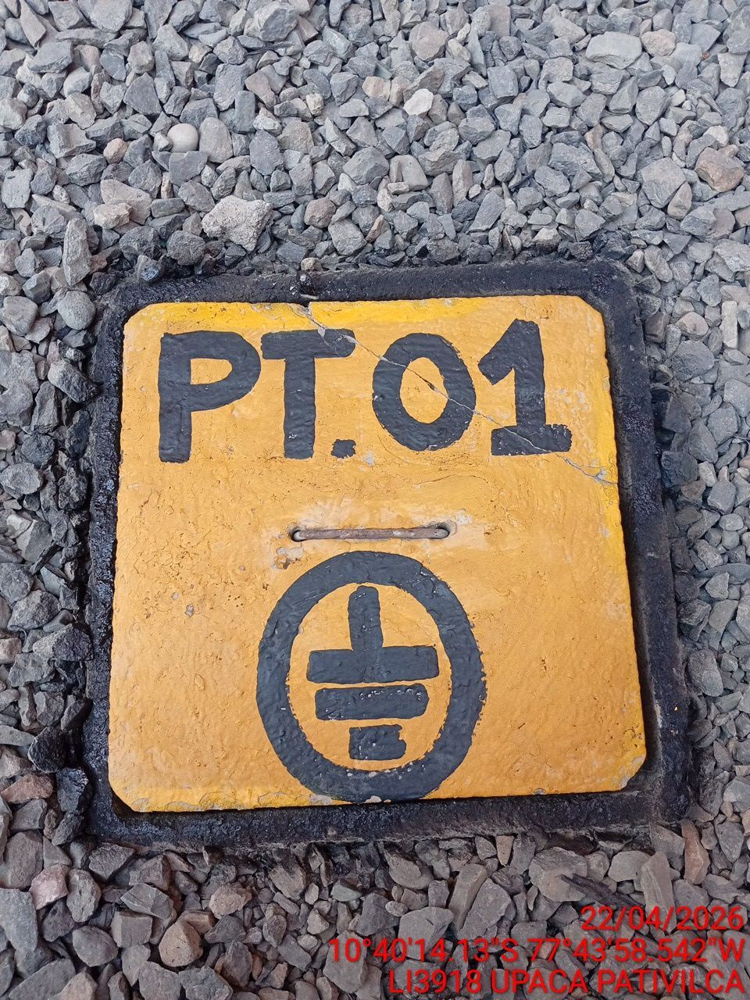 PT.01
22/04/2026
10°40'14.13"S 77°43'58.542"W
LI3918 UPACA PATIVILCA